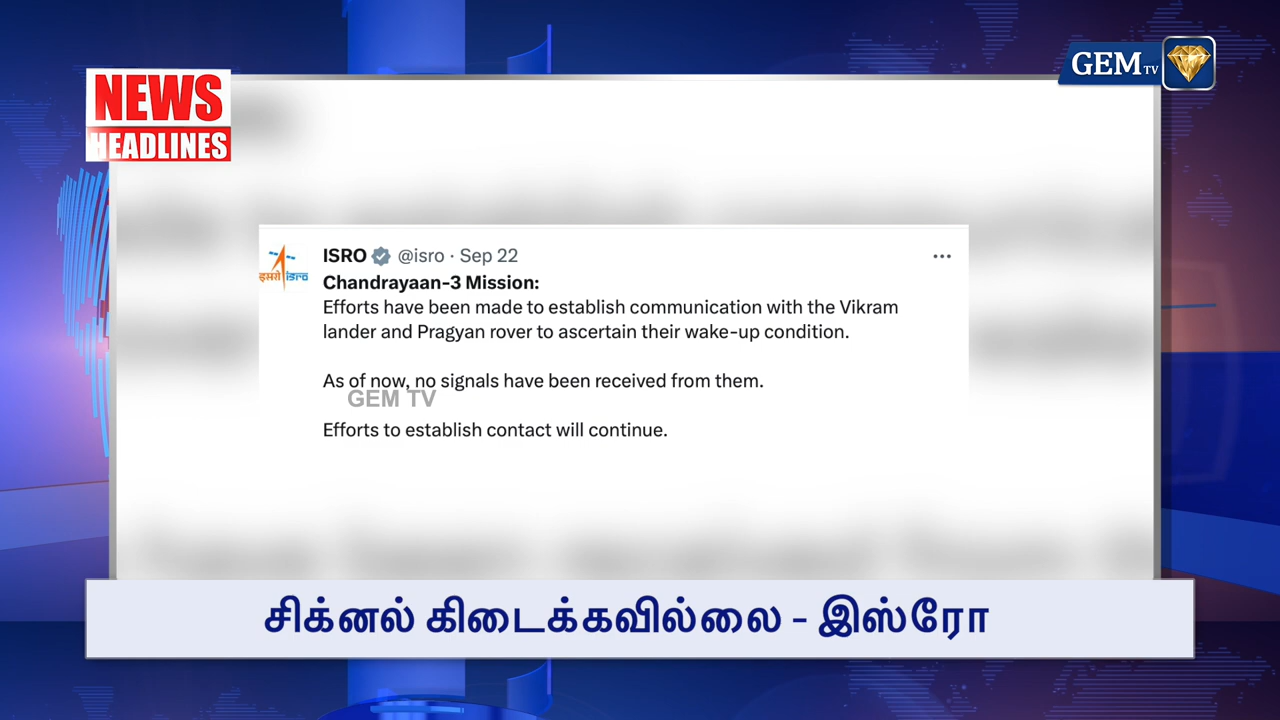 NEWS
HEADLINES
GEM TV
ISRO @isro · Sep 22
इसरो isro
Chandrayaan-3 Mission:
Efforts have been made to establish communication with the Vikram
lander and Pragyan rover to ascertain their wake-up condition.
As of now, no signals have been received from them.
GEM TV
Efforts to establish contact will continue.
சிக்னல் கிடைக்கவில்லை - இஸ்ரோ